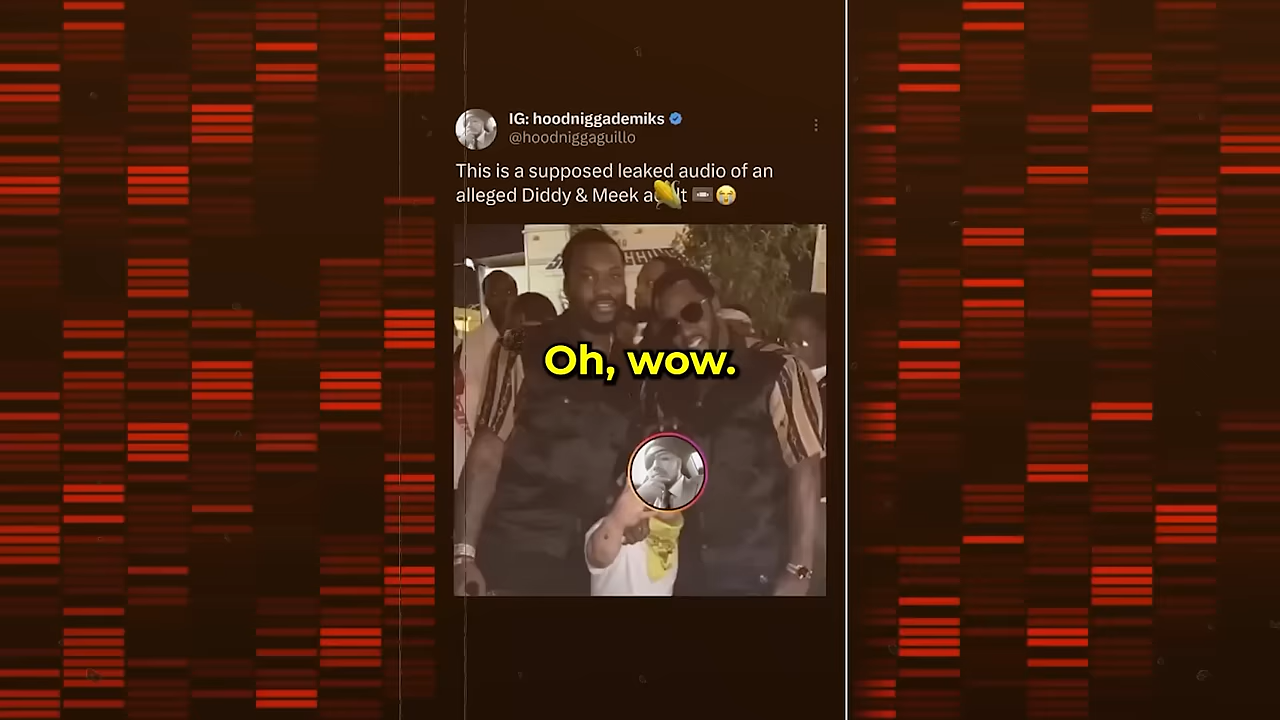 IG: hoodniggademiks
@hoodniggaguillo
This is a supposed leaked audio of an
alleged Diddy & Meek
Oh, wow.